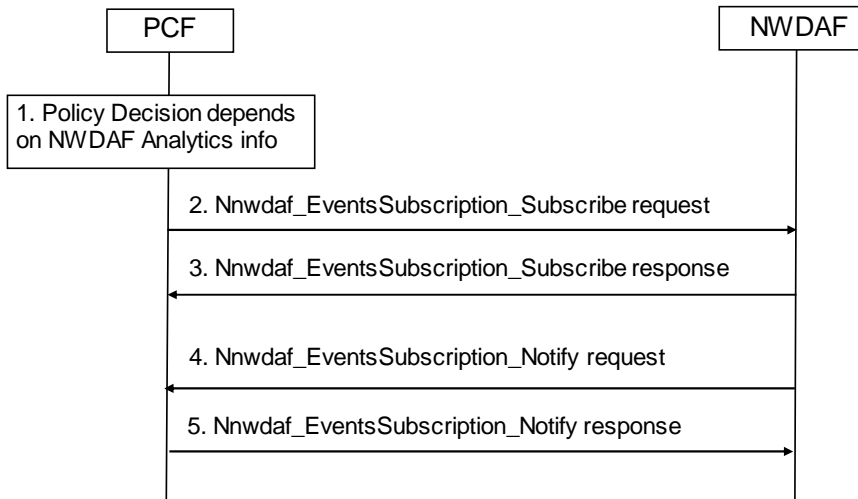 PCF
NWDAF
1. Policy Decision depends
on NWDAF Analytics info
2. Nnwdaf_EventsSubscription_Subscribe request
3. Nnwdaf_EventsSubscription_Subscribe response
4. Nnwdaf_EventsSubscription_Notify request
5. Nnwdaf_EventsSubscription_Notify response